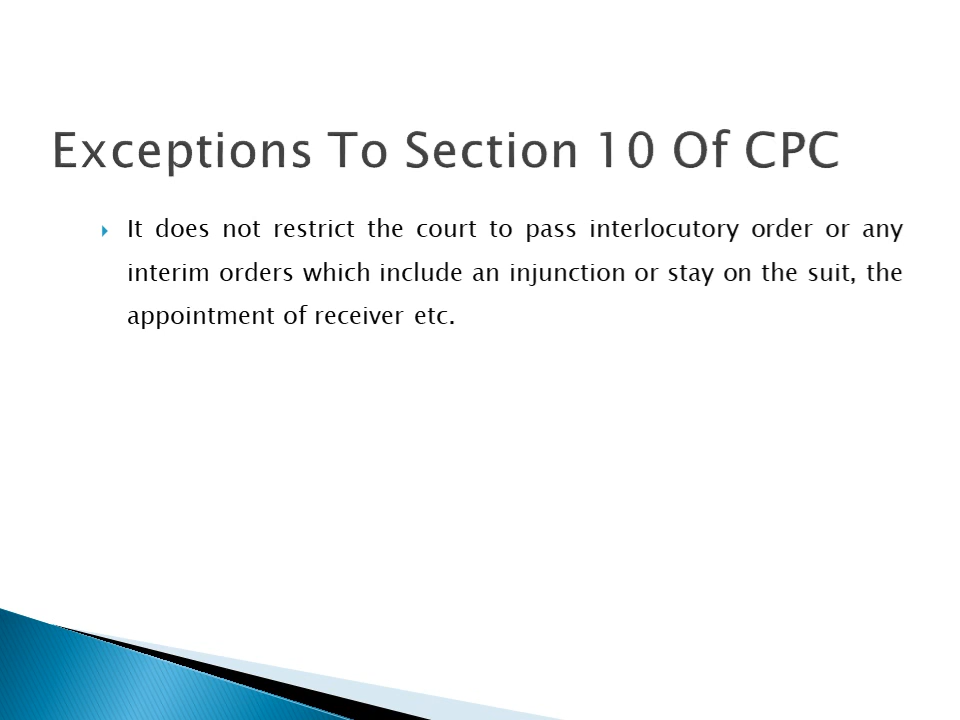 Exceptions To Section 10 Of CPC
It does not restrict the court to pass interlocutory order or any
interim orders which include an injunction or stay on the suit, the
appointment of receiver etc.